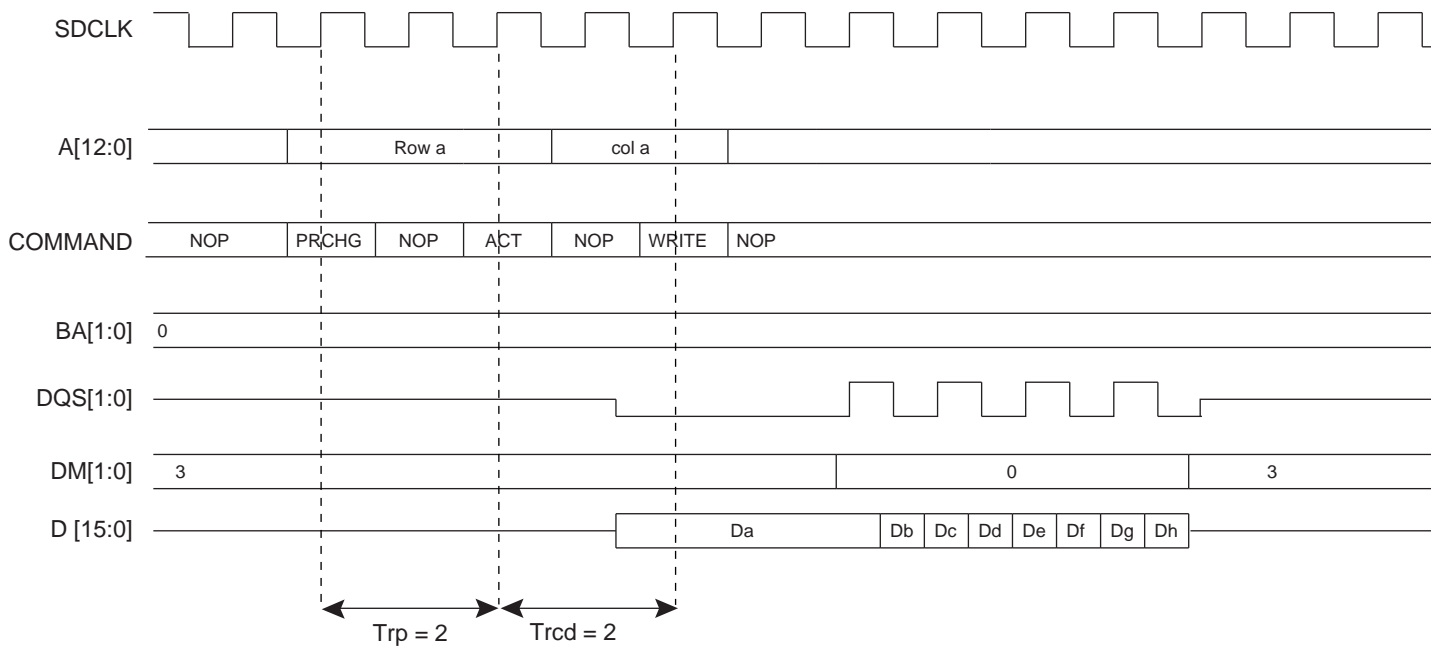 SDCLK
A[12:0] Row a col a
COMMAND NOP PRCHG NOP ACT NOP WRITE NOP
BA[1:0] 0
DQS[1:0]
DM[1:0] 3 0 3
D [15:0] Da Db Dc Dd De Df Dg Dh
Trp = 2 Trcd = 2